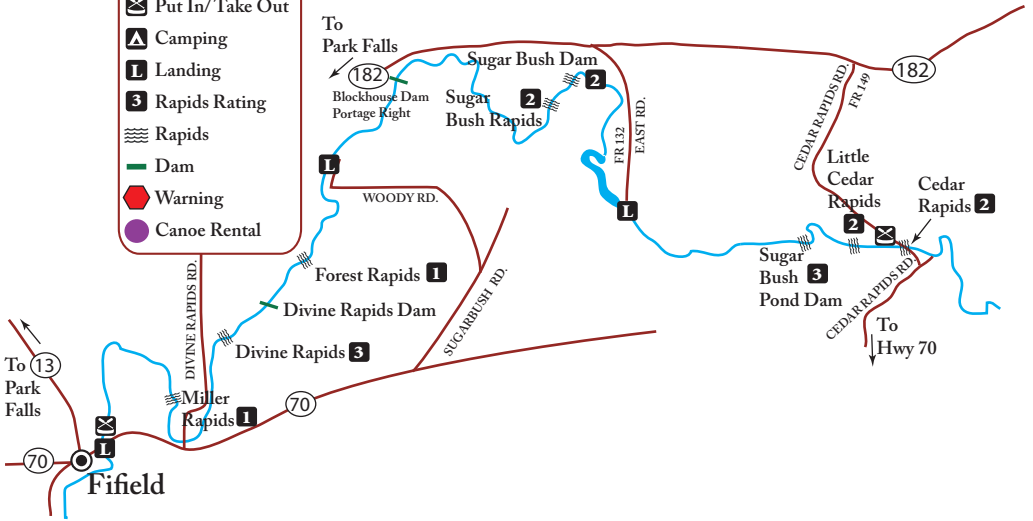 Put In/ Take Out
Camping
L Landing
3 Rapids Rating
Rapids
Dam
Warning
Canoe Rental
To
Park Falls
182
Blockhouse Dam
Portage Right
Sugar Bush Dam
2
Sugar
Bush Rapids
2
FR 132
EAST RD.
182
CEDAR RAPIDS RD.
FR 149
Little
Cedar
Rapids
2
Cedar
Rapids 2
L
WOODY RD.
L
Sugar
Bush 3
Pond Dam
CEDAR RAPIDS RD.
To
Hwy 70
Forest Rapids 1
Divine Rapids Dam
Divine Rapids 3
SUGARBUSH RD.
DIVINE RAPIDS RD.
Miller
Rapids 1
70
To 13
Park
Falls
L
70
Fifield